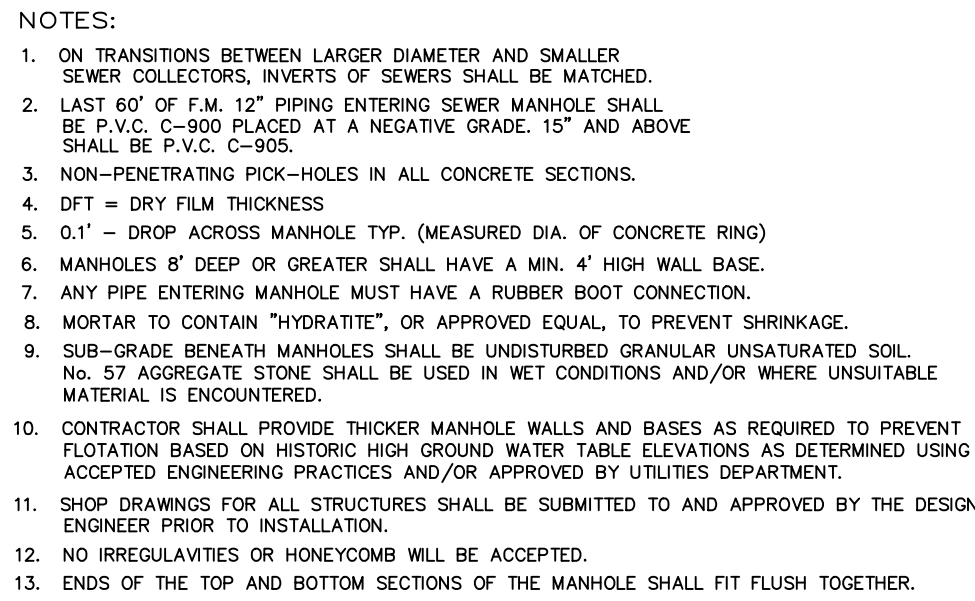 NOTES:
1. ON TRANSITIONS BETWEEN LARGER DIAMETER AND SMALLER
SEWER COLLECTORS, INVERTS OF SEWERS SHALL BE MATCHED.
2. LAST 60' OF F.M. 12" PIPING ENTERING SEWER MANHOLE SHALL
BE P.V.C. C-900 PLACED AT A NEGATIVE GRADE. 15" AND ABOVE
SHALL BE P.V.C. C-905.
3. NON-PENETRATING PICK-HOLES IN ALL CONCRETE SECTIONS.
4. DFT = DRY FILM THICKNESS
5. 0.1' - DROP ACROSS MANHOLE TYP. (MEASURED DIA. OF CONCRETE RING)
6. MANHOLES 8' DEEP OR GREATER SHALL HAVE A MIN. 4' HIGH WALL BASE.
7. ANY PIPE ENTERING MANHOLE MUST HAVE A RUBBER BOOT CONNECTION.
8. MORTAR TO CONTAIN "HYDRATITE", OR APPROVED EQUAL, TO PREVENT SHRINKAGE.
9. SUB-GRADE BENEATH MANHOLES SHALL BE UNDISTURBED GRANULAR UNSATURATED SOIL.
No. 57 AGGREGATE STONE SHALL BE USED IN WET CONDITIONS AND/OR WHERE UNSUITABLE
MATERIAL IS ENCOUNTERED.
10. CONTRACTOR SHALL PROVIDE THICKER MANHOLE WALLS AND BASES AS REQUIRED TO PREVENT
FLOTATION BASED ON HISTORIC HIGH GROUND WATER TABLE ELEVATIONS AS DETERMINED USING
ACCEPTED ENGINEERING PRACTICES AND/OR APPROVED BY UTILITIES DEPARTMENT.
11. SHOP DRAWINGS FOR ALL STRUCTURES SHALL BE SUBMITTED TO AND APPROVED BY THE DESIGN
ENGINEER PRIOR TO INSTALLATION.
12. NO IRREGULAVITIES OR HONEYCOMB WILL BE ACCEPTED.
13. ENDS OF THE TOP AND BOTTOM SECTIONS OF THE MANHOLE SHALL FIT FLUSH TOGETHER.